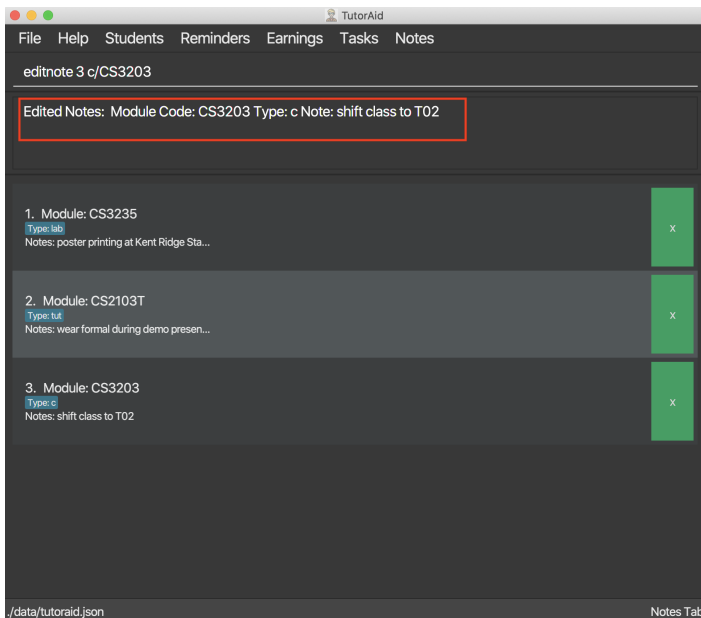 TutorAid
File Help Students Reminders Earnings Tasks Notes
editnote 3 c/CS3203
Edited Notes: Module Code: CS3203 Type: c Note: shift class to T02
1. Module: CS3235
Type: lab
Notes: poster printing at Kent Ridge Sta...
X
2. Module: CS2103T
Type: tut
Notes: wear formal during demo presen...
X
3. Module: CS3203
Type: c
Notes: shift class to T02
X
./data/tutoraid.json Notes Tab